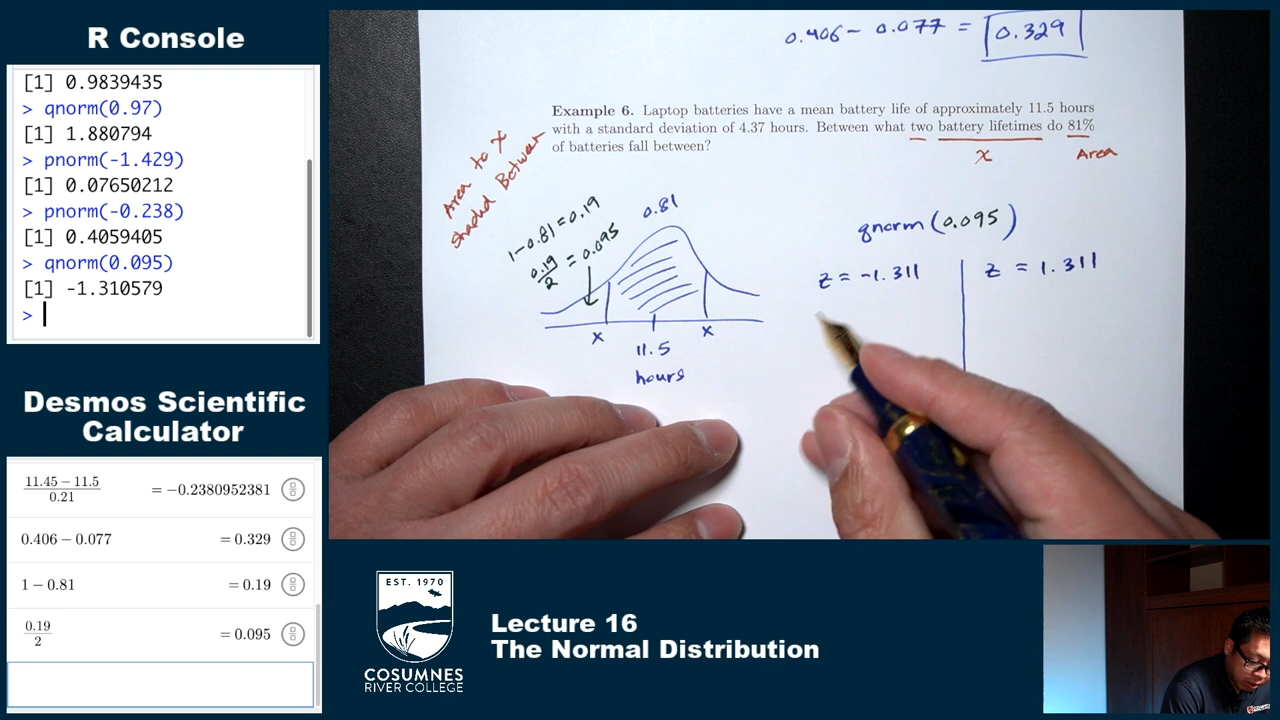 R Console
[1] 0.9839435
> qnorm(0.97)
[1] 1.880794
> pnorm(-1.429)
[1] 0.07650212
> pnorm(-0.238)
[1] 0.4059405
> qnorm(0.095)
[1] -1.310579
>
Desmos Scientific
Calculator
11.45 − 11.5
0.21
= −0.2380952381
0.406 − 0.077 = 0.329
1 − 0.81 = 0.19
0.19
2
= 0.095
0.406 - 0.077 = 0.329
Example 6. Laptop batteries have a mean battery life of approximately 11.5 hours
with a standard deviation of 4.37 hours. Between what two battery lifetimes do 81%
of batteries fall between?
x Area
Area to x
Shaded Between
1-0.81=0.19
0.19/2 = 0.095
0.81
x 11.5 x
hours
qnorm(0.095)
z = -1.311
z = 1.311
EST. 1970
COSUMNES
RIVER COLLEGE
Lecture 16
The Normal Distribution